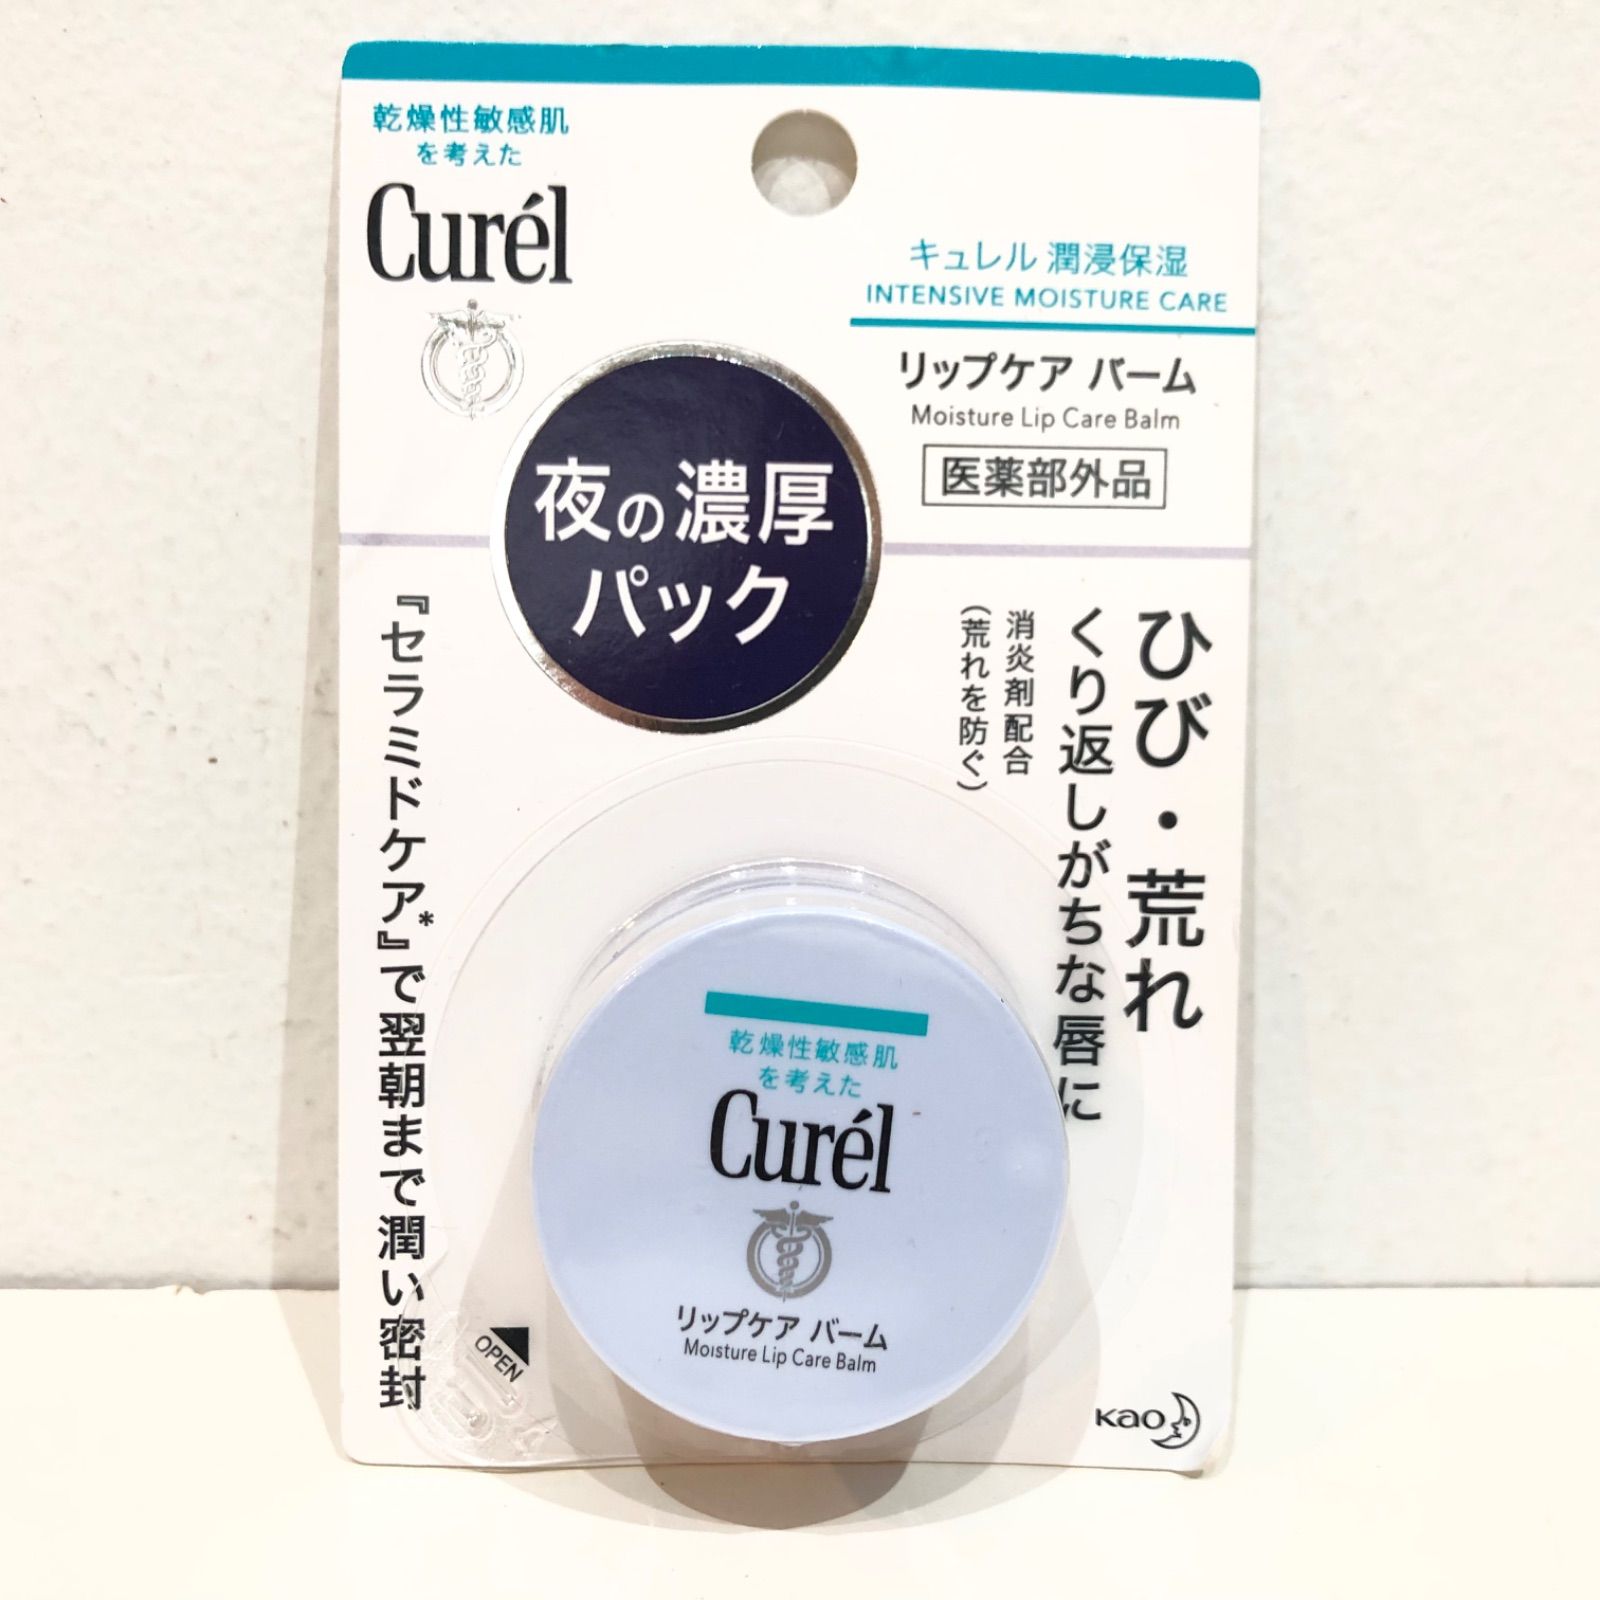 乾燥性敏感肌
を考えた
Curél
キュレル 潤浸保湿
INTENSIVE MOISTURE CARE
リップケア バーム
Moisture Lip Care Balm
医薬部外品
夜の濃厚
パック
ひび・荒れ
くり返しがちな唇に
消炎剤配合
(荒れを防ぐ)
『セラミドケア*』で翌朝まで潤い密封
乾燥性敏感肌
を考えた
Curél
リップケア バーム
Moisture Lip Care Balm
OPEN
Kao